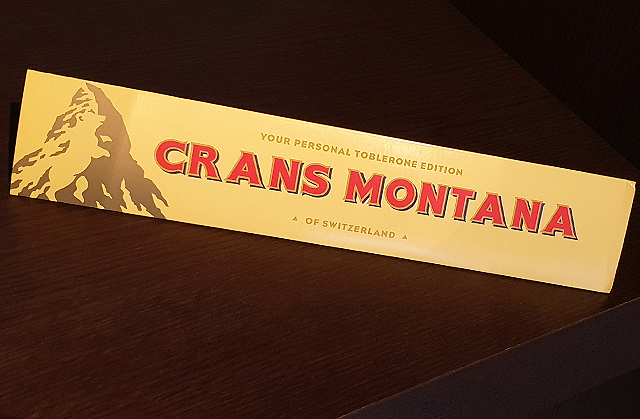 YOUR PERSONAL TOBLERONE EDITION
CRANS MONTANA
OF SWITZERLAND